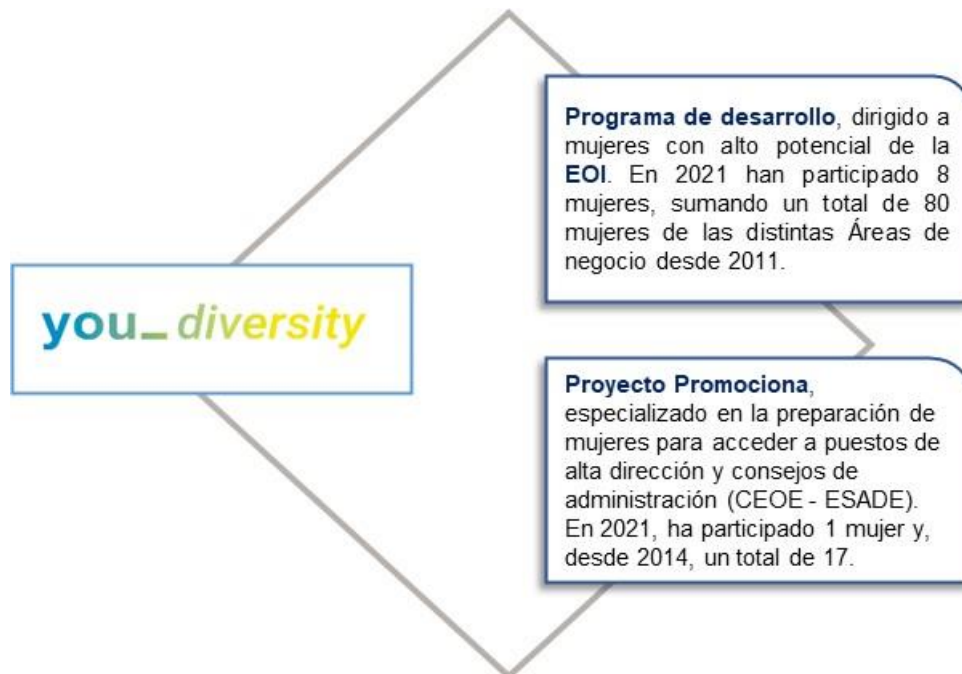 you_ diversity
Programa de desarrollo, dirigido a
mujeres con alto potencial de la
EOI. En 2021 han participado 8
mujeres, sumando un total de 80
mujeres de las distintas Áreas de
negocio desde 2011.
Proyecto Promociona,
especializado en la preparación de
mujeres para acceder a puestos de
alta dirección y consejos de
administración (CEOE - ESADE).
En 2021, ha participado 1 mujer y,
desde 2014, un total de 17.